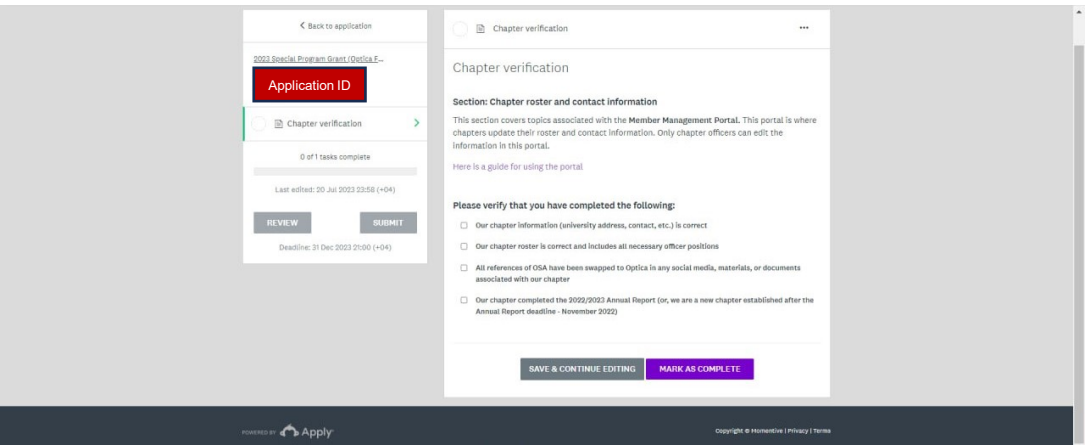 Back to application
2023 Special Program Grant (Optica F...
Application ID
Chapter verification
0 of 1 tasks complete
Last edited: 20 Jul 2023 23:56 (+04)
REVIEW
SUBMIT
Deadline: 31 Dec 2023 21:00 (+04)
Chapter verification
...
Chapter verification
Section: Chapter roster and contact information
This section covers topics associated with the Member Management Portal. This portal is where
chapters update their roster and contact information. Only chapter officers can edit the
information in this portal.
Here is a guide for using the portal
Please verify that you have completed the following:
Our chapter information (university address, contact, etc.) is correct
Our chapter roster is correct and includes all necessary officer positions
All references of OSA have been swapped to Optica in any social media, materials, or documents
associated with our chapter
Our chapter completed the 2022/2023 Annual Report (or, we are a new chapter established after the
Annual Report deadline - November 2022)
SAVE & CONTINUE EDITING
MARK AS COMPLETE
POWERED BY Apply
Copyright © Momentive | Privacy | Terms